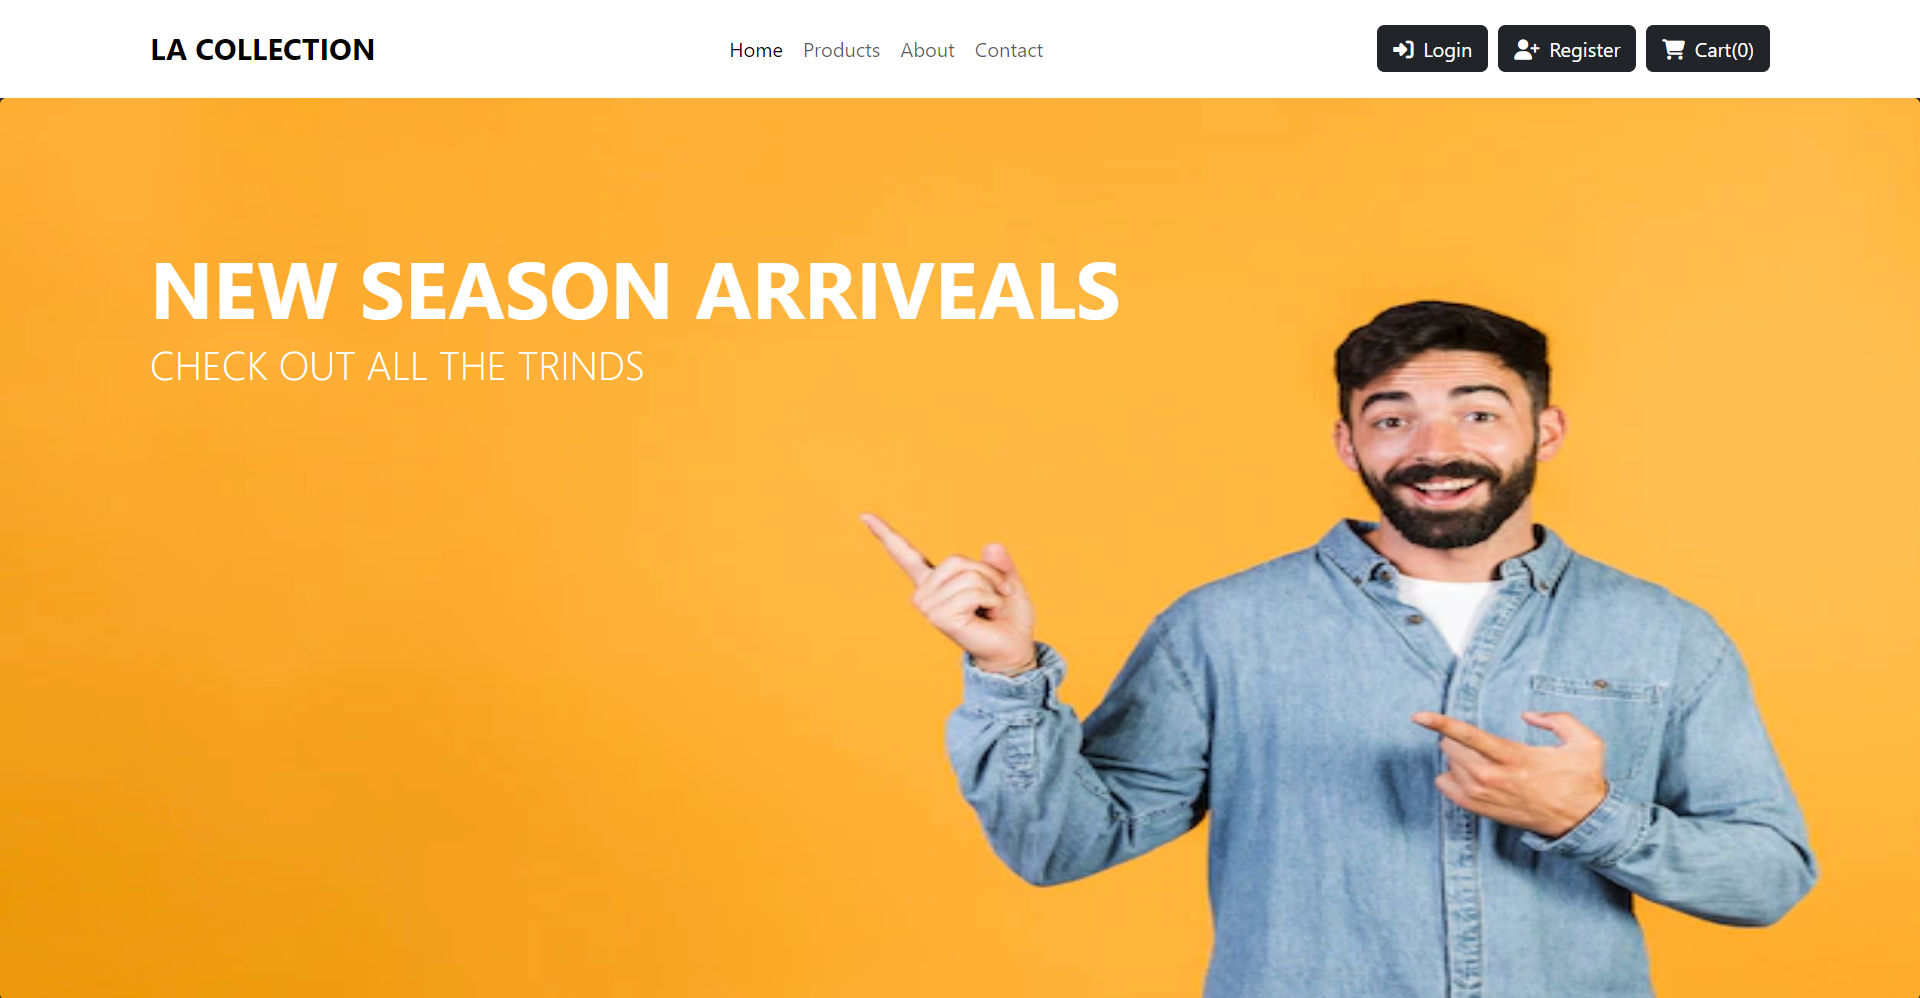 LA COLLECTION
Home Products About Contact
Login Register Cart(0)
NEW SEASON ARRIVEALS
CHECK OUT ALL THE TRINDS